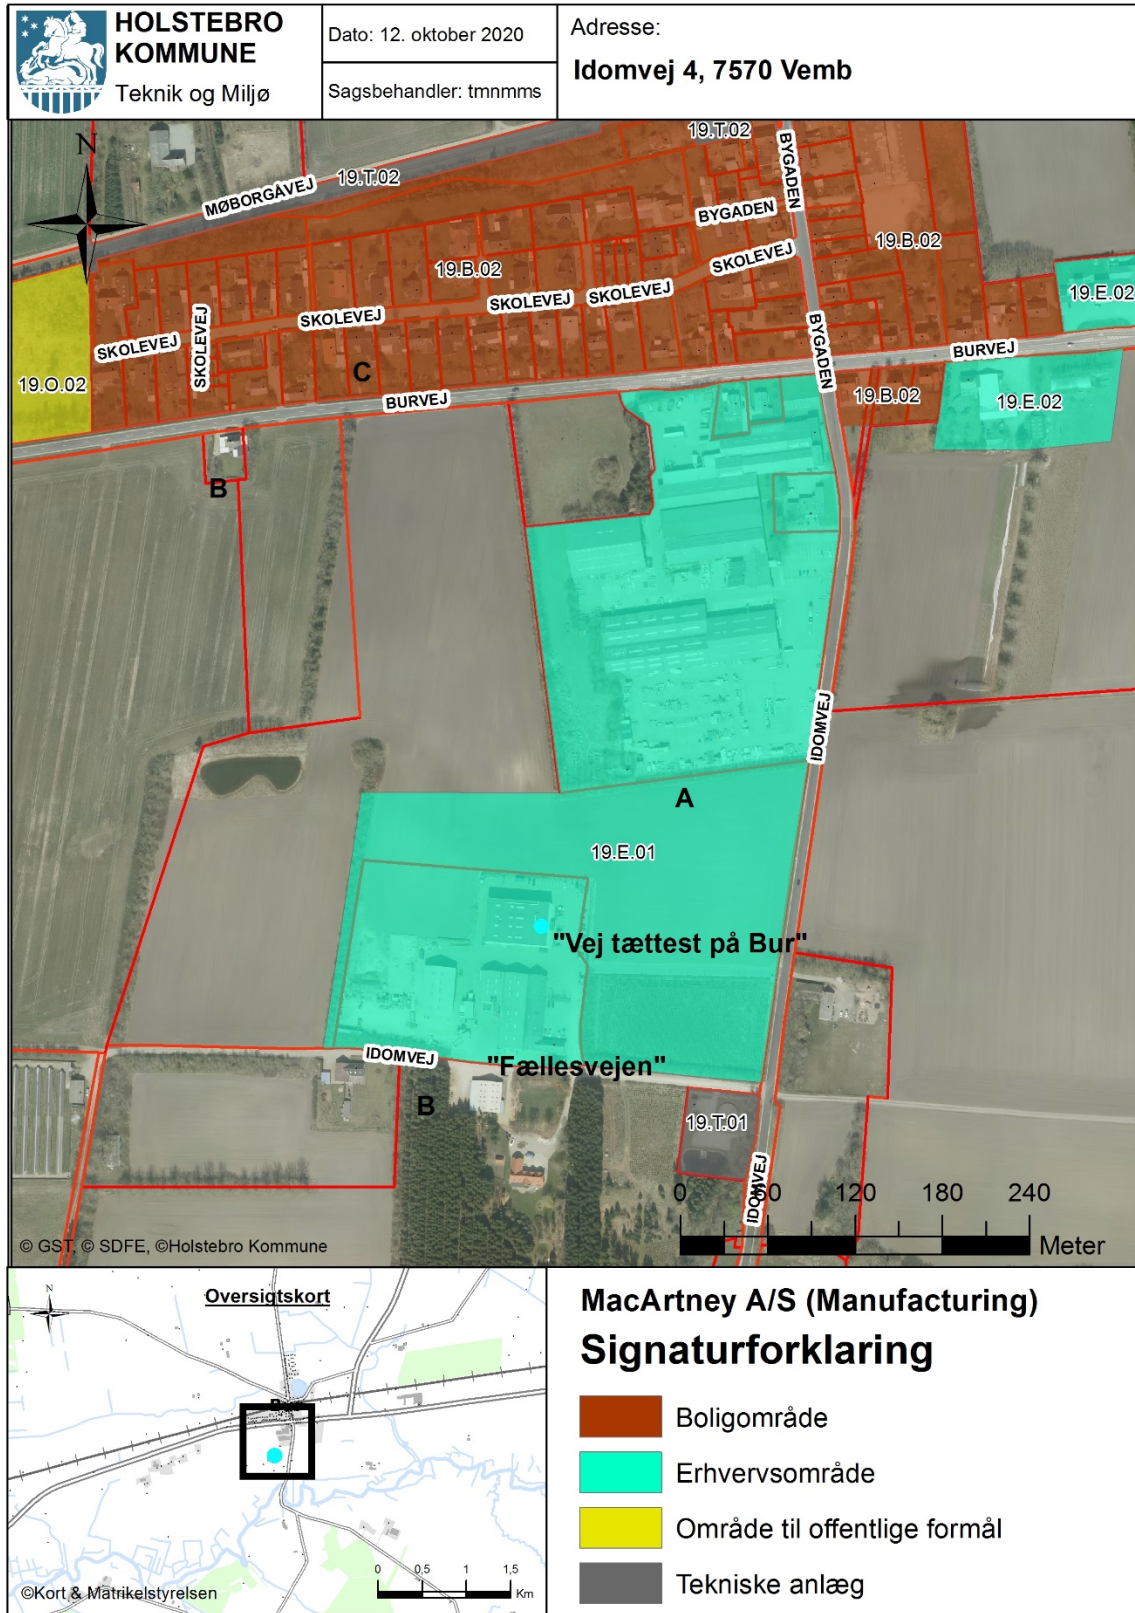 HOLSTEBRO
KOMMUNE
Teknik og Miljø
Dato: 12. oktober 2020
Sagsbehandler: tmnmms
Adresse:
Idomvej 4, 7570 Vemb
N
19.T.02
BYGADEN
19.T.02
MØBORGÅVEJ
BYGADEN
19.B.02
SKOLEVEJ
19.B.02
19.E.02
SKOLEVEJ
SKOLEVEJ
SKOLEVEJ
SKOLEVEJ
SKOLEVEJ
BYGADEN
BURVEJ
19.O.02
C
BURVEJ
19.B.02
19.E.02
B
IDOMVEJ
A
19.E.01
"Vej tættest på Bur"
IDOMVEJ
"Fællesvejen"
B
19.T.01
IDOMVEJ
0 60 120 180 240
Meter
© GST, © SDFE, ©Holstebro Kommune
Oversigtskort
N
0 0,5 1 1,5
Km
©Kort & Matrikelstyrelsen
MacArtney A/S (Manufacturing)
Signaturforklaring
Boligområde
Erhvervsområde
Område til offentlige formål
Tekniske anlæg